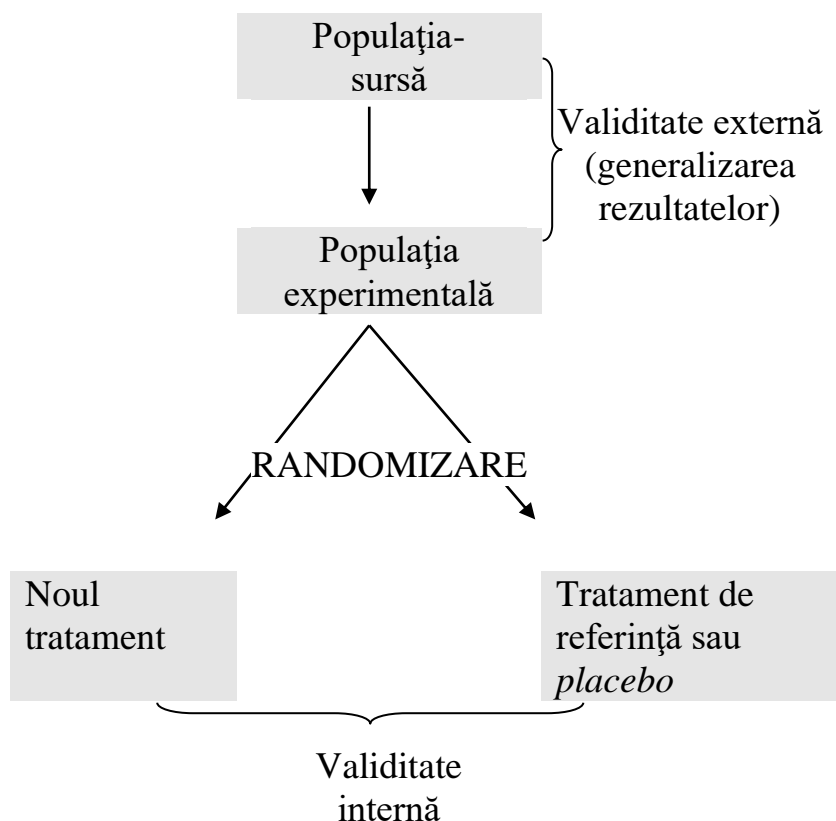 Populaţia-
sursă
Validitate externă
(generalizarea
rezultatelor)
Populaţia
experimentală
RANDOMIZARE
Noul
tratament
Tratament de
referinţă sau
placebo
Validitate
internă